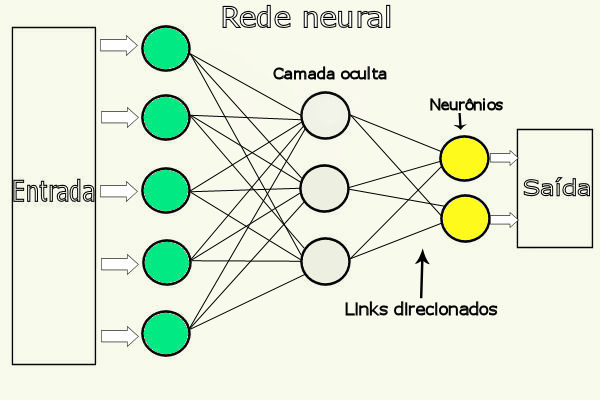 Rede neural
Camada oculta
Neurônios
Entrada
Saída
Links direcionados